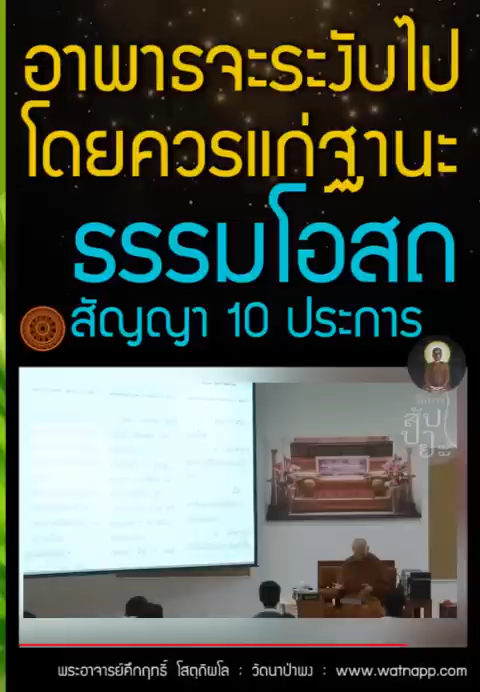 อาพาธจะระงับไป
โดยควรแก่ฐานะ
ธรรมโอสถ
สัญญา 10 ประการ
พระอาจารย์คึกฤทธิ์ โสตฺถิผโล : วัดนาป่าพง : www.watnapp.com